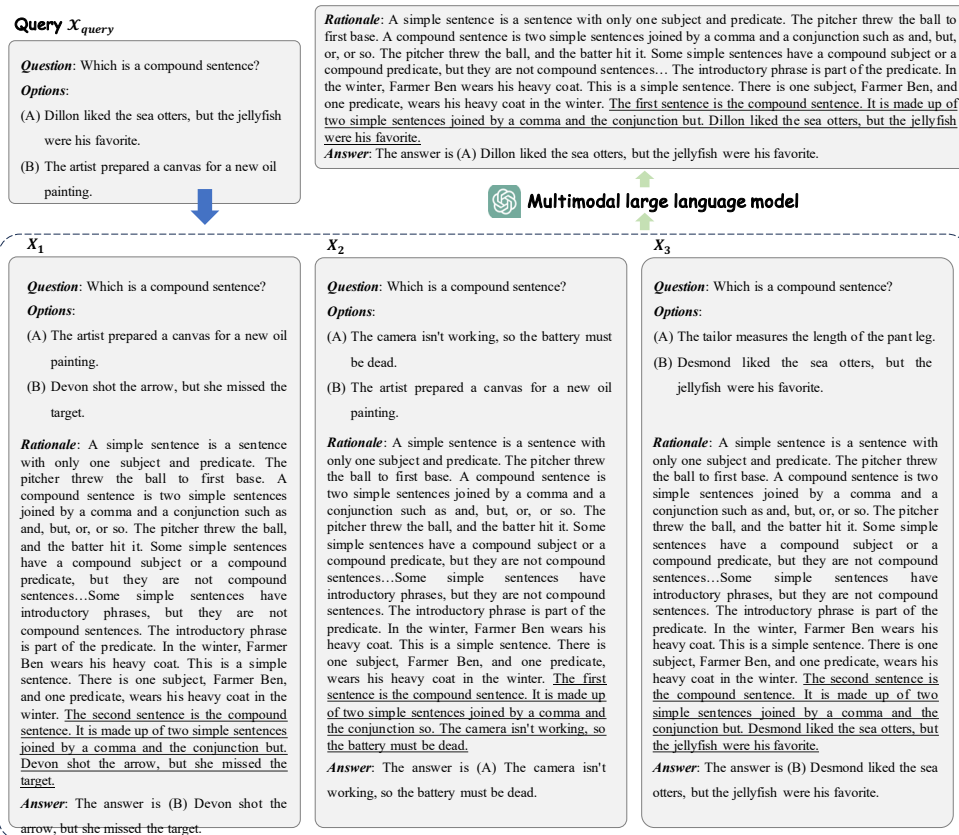 Query X_query
Question: Which is a compound sentence?
Options:
(A) Dillon liked the sea otters, but the jellyfish
were his favorite.
(B) The artist prepared a canvas for a new oil
painting.
Rationale: A simple sentence is a sentence with only one subject and predicate. The pitcher threw the ball to
first base. A compound sentence is two simple sentences joined by a comma and a conjunction such as and, but,
or, or so. The pitcher threw the ball, and the batter hit it. Some simple sentences have a compound subject or a
compound predicate, but they are not compound sentences… The introductory phrase is part of the predicate. In
the winter, Farmer Ben wears his heavy coat. This is a simple sentence. There is one subject, Farmer Ben, and
one predicate, wears his heavy coat in the winter. The first sentence is the compound sentence. It is made up of
two simple sentences joined by a comma and the conjunction but. Dillon liked the sea otters, but the jellyfish
were his favorite.
Answer: The answer is (A) Dillon liked the sea otters, but the jellyfish were his favorite.
Multimodal large language model
X1
Question: Which is a compound sentence?
Options:
(A) The artist prepared a canvas for a new oil
painting.
(B) Devon shot the arrow, but she missed the
target.
Rationale: A simple sentence is a sentence
with only one subject and predicate. The
pitcher threw the ball to first base. A
compound sentence is two simple sentences
joined by a comma and a conjunction such as
and, but, or, or so. The pitcher threw the ball,
and the batter hit it. Some simple sentences
have a compound subject or a compound
predicate, but they are not compound
sentences…Some simple sentences have
introductory phrases, but they are not
compound sentences. The introductory phrase
is part of the predicate. In the winter, Farmer
Ben wears his heavy coat. This is a simple
sentence. There is one subject, Farmer Ben,
and one predicate, wears his heavy coat in the
winter. The second sentence is the compound
sentence. It is made up of two simple sentences
joined by a comma and the conjunction but.
Devon shot the arrow, but she missed the
target.
Answer: The answer is (B) Devon shot the
arrow, but she missed the target.
X2
Question: Which is a compound sentence?
Options:
(A) The camera isn't working, so the battery must
be dead.
(B) The artist prepared a canvas for a new oil
painting.
Rationale: A simple sentence is a sentence with
only one subject and predicate. The pitcher threw
the ball to first base. A compound sentence is
two simple sentences joined by a comma and a
conjunction such as and, but, or, or so. The
pitcher threw the ball, and the batter hit it. Some
simple sentences have a compound subject or a
compound predicate, but they are not compound
sentences…Some simple sentences have
introductory phrases, but they are not compound
sentences. The introductory phrase is part of the
predicate. In the winter, Farmer Ben wears his
heavy coat. This is a simple sentence. There is
one subject, Farmer Ben, and one predicate,
wears his heavy coat in the winter. The first
sentence is the compound sentence. It is made up
of two simple sentences joined by a comma and
the conjunction so. The camera isn't working, so
the battery must be dead.
Answer: The answer is (A) The camera isn't
working, so the battery must be dead.
X3
Question: Which is a compound sentence?
Options:
(A) The tailor measures the length of the pant leg.
(B) Desmond liked the sea otters, but the
jellyfish were his favorite.
Rationale: A simple sentence is a sentence with
only one subject and predicate. The pitcher threw
the ball to first base. A compound sentence is two
simple sentences joined by a comma and a
conjunction such as and, but, or, or so. The pitcher
threw the ball, and the batter hit it. Some simple
sentences have a compound subject or a
compound predicate, but they are not compound
sentences…Some simple sentences have
introductory phrases, but they are not compound
sentences. The introductory phrase is part of the
predicate. In the winter, Farmer Ben wears his
heavy coat. This is a simple sentence. There is one
subject, Farmer Ben, and one predicate, wears his
heavy coat in the winter. The second sentence is
the compound sentence. It is made up of two
simple sentences joined by a comma and the
conjunction but. Desmond liked the sea otters, but
the jellyfish were his favorite.
Answer: The answer is (B) Desmond liked the sea
otters, but the jellyfish were his favorite.